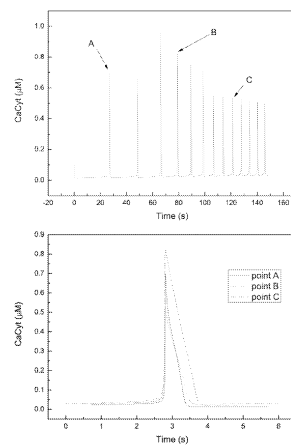 1.0
0.8
0.6
0.4
0.2
0.0
CaCyt (μM)
A
B
C
-20 0 20 40 60 80 100 120 140 160
Time (s)
0.9
0.8
0.7
0.6
0.5
0.4
0.3
0.2
0.1
0.0
CaCyt (μM)
point A
point B
point C
0 1 2 3 4 5 6
Time (s)